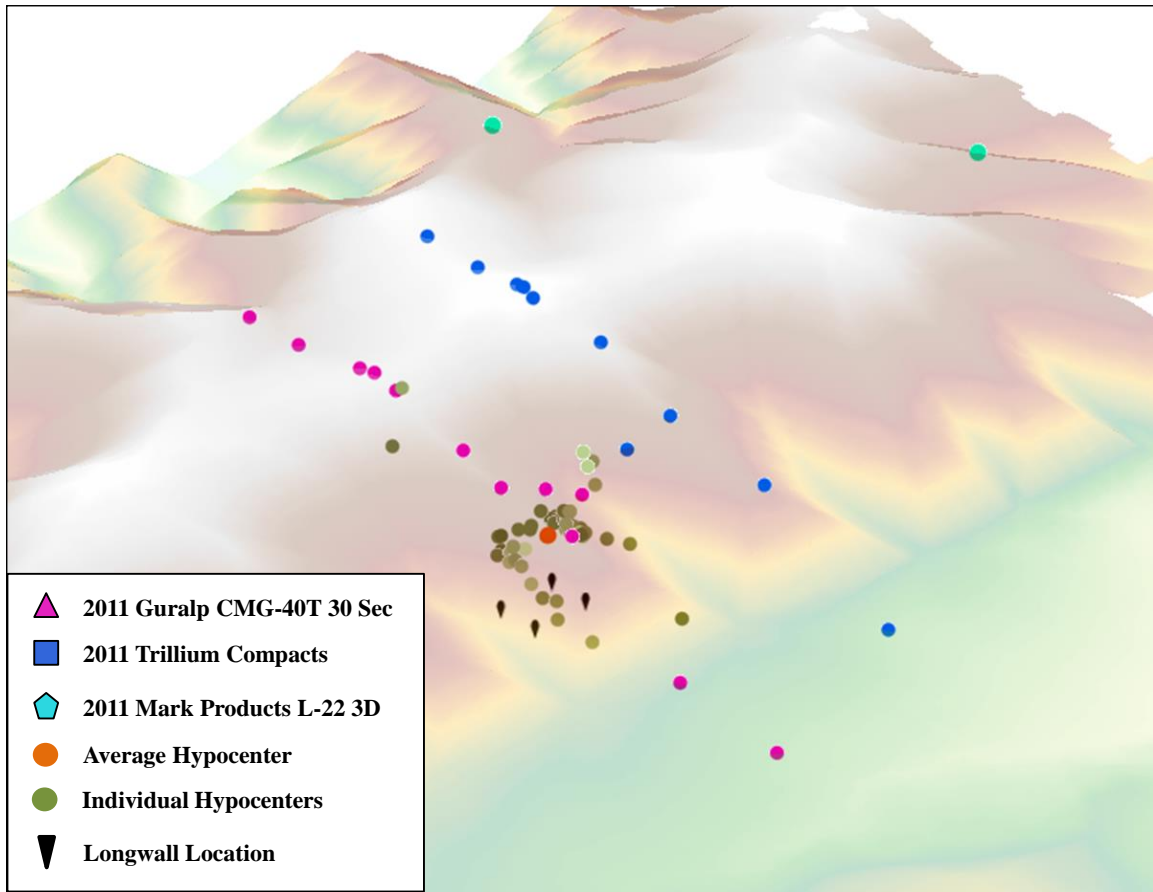 2011 Guralp CMG-40T 30 Sec
2011 Trillium Compacts
2011 Mark Products L-22 3D
Average Hypocenter
Individual Hypocenters
Longwall Location